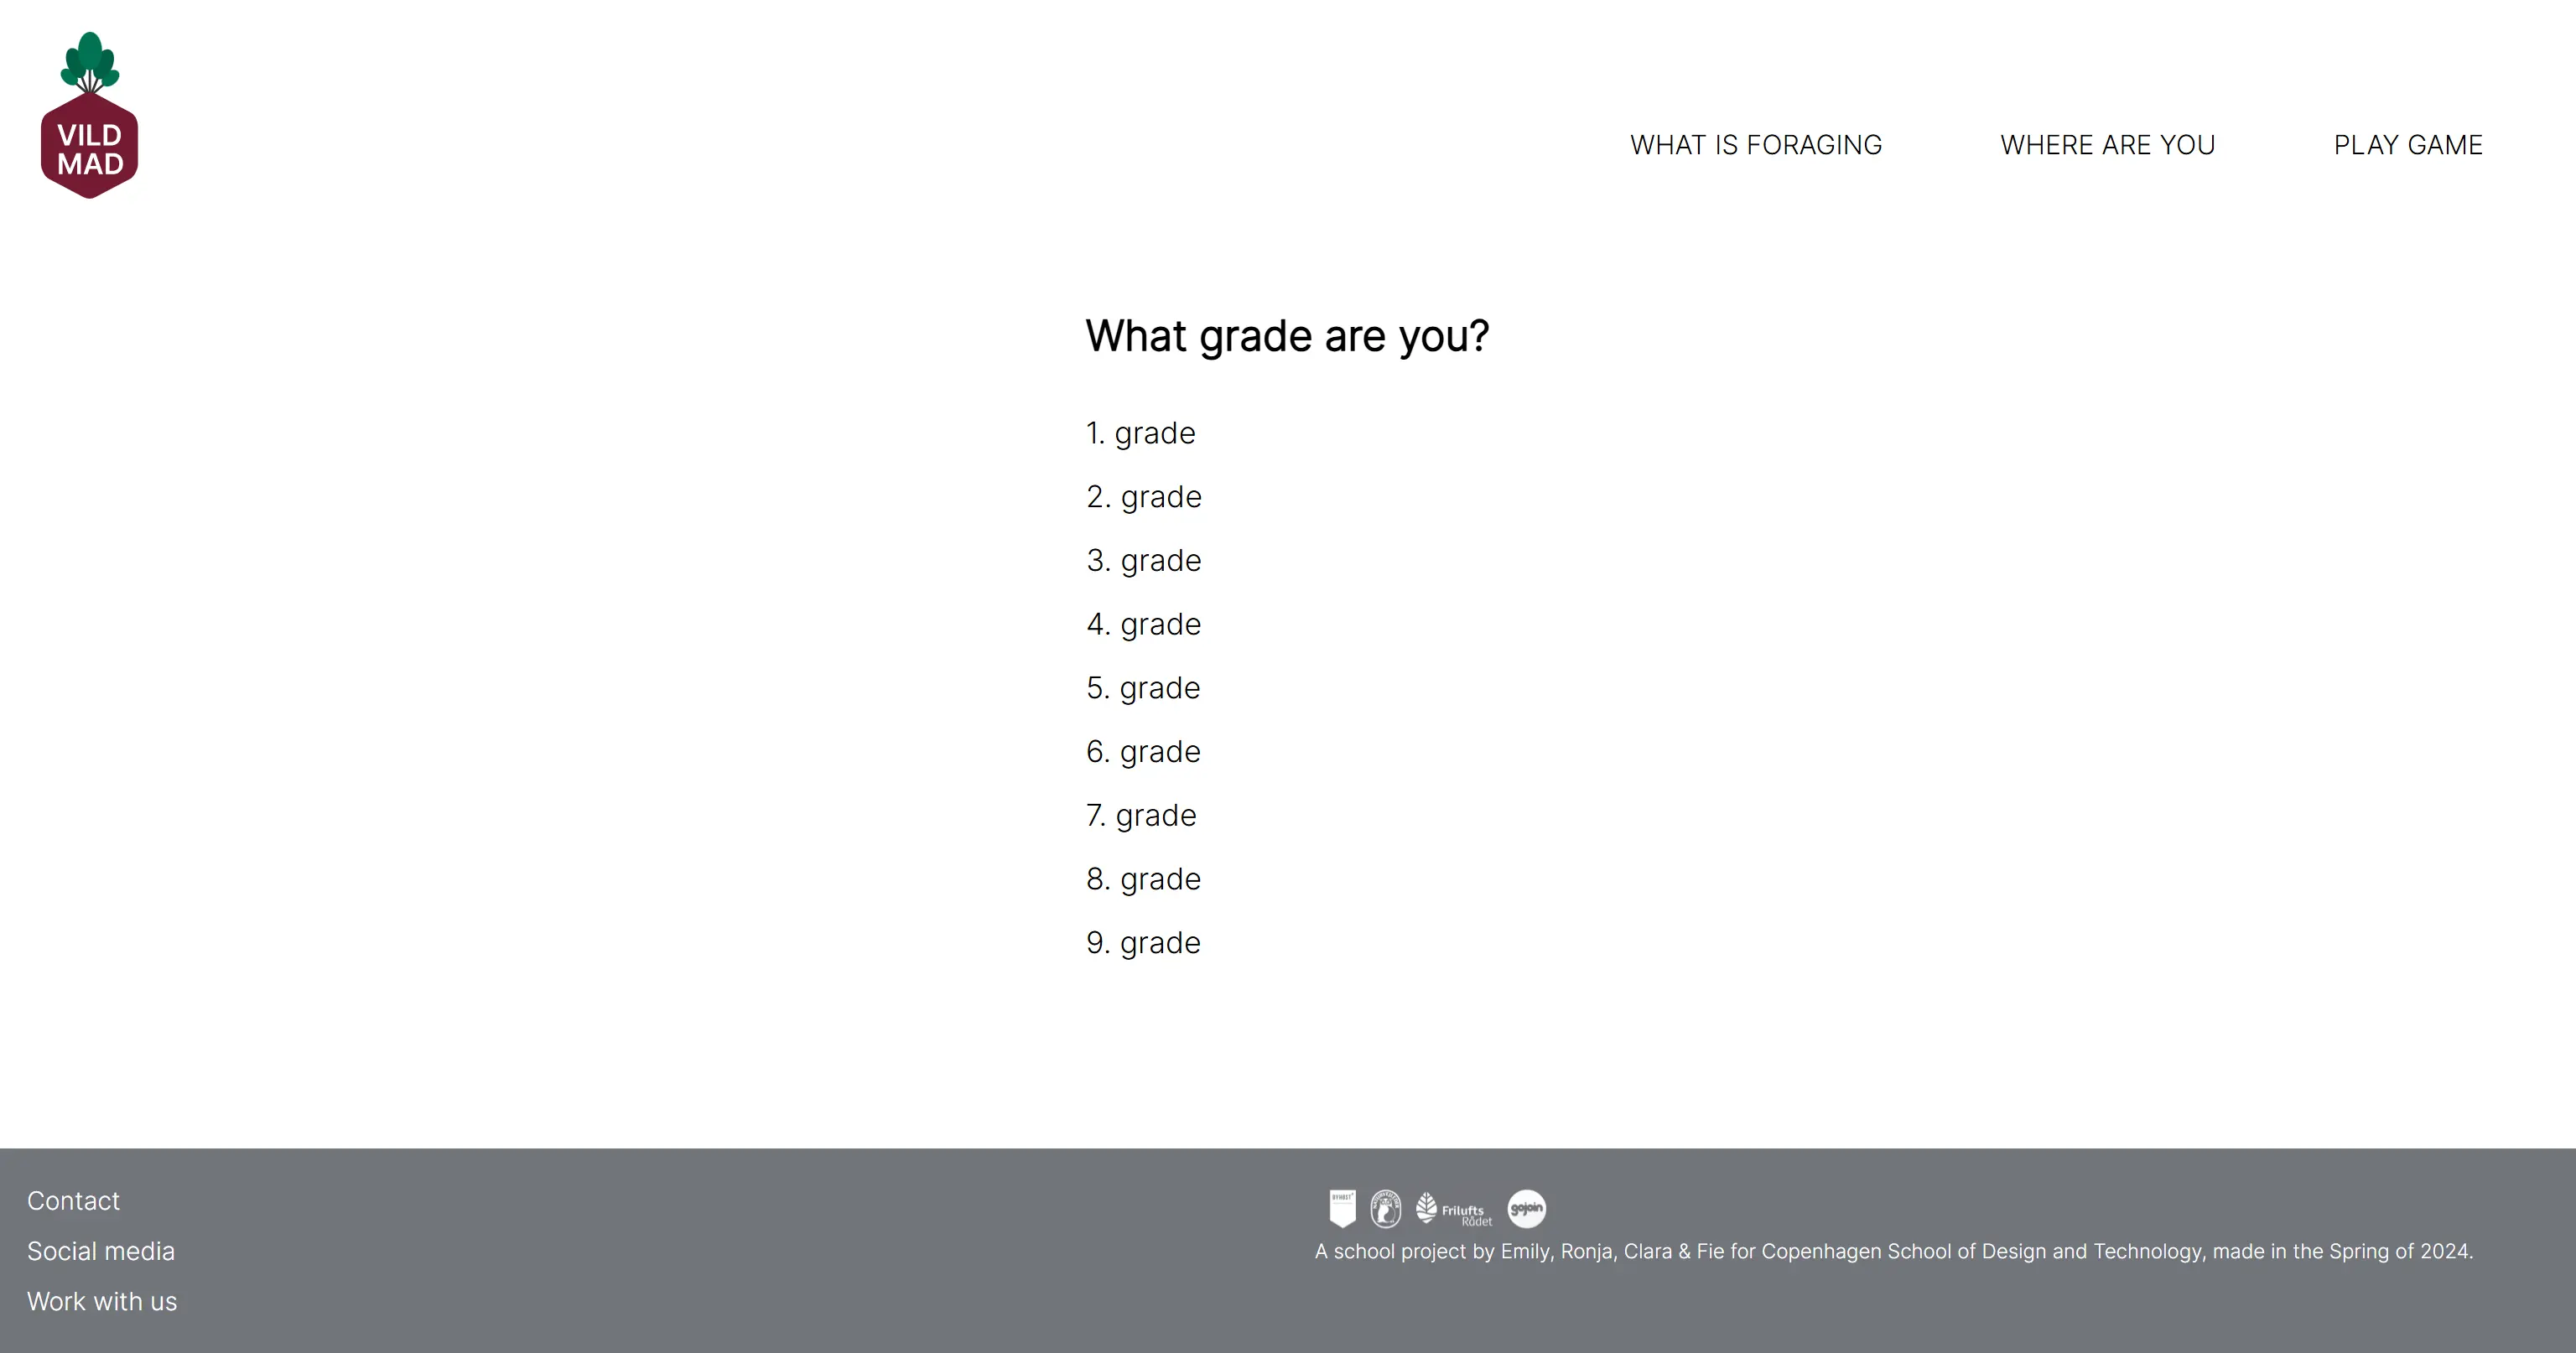 VILD
MAD
WHAT IS FORAGING
WHERE ARE YOU
PLAY GAME
What grade are you?
1. grade
2. grade
3. grade
4. grade
5. grade
6. grade
7. grade
8. grade
9. grade
Contact
Social media
Work with us
BYHØST
Frilufts
Rådet
gojoin
A school project by Emily, Ronja, Clara & Fie for Copenhagen School of Design and Technology, made in the Spring of 2024.